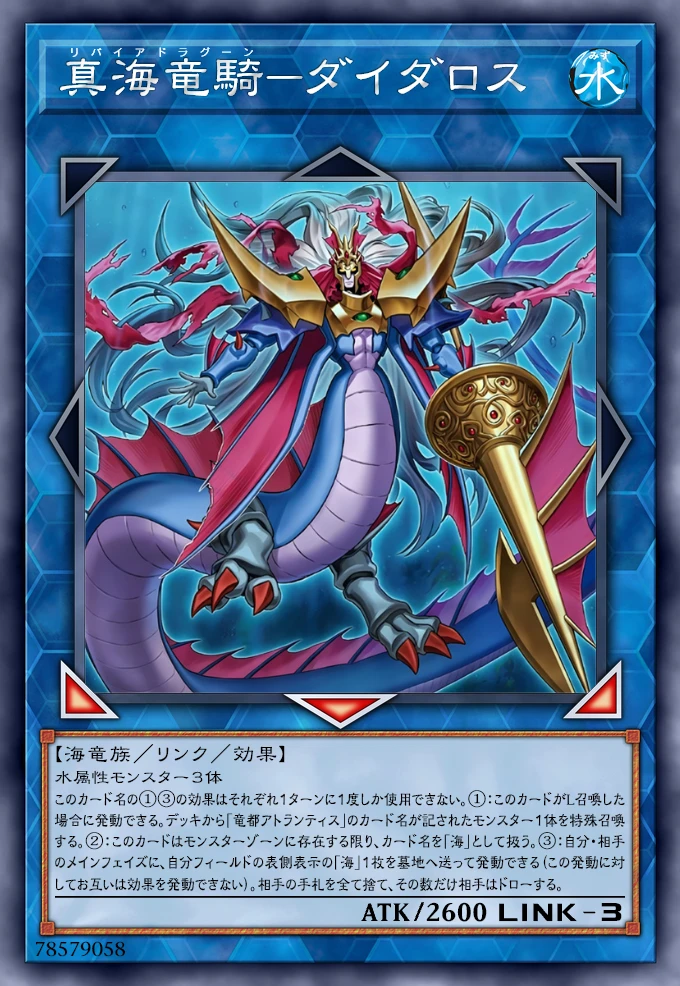 リバイアドラグーン
真海竜騎－ダイダロス
みず
水
【海竜族／リンク／効果】
水属性モンスター３体
このカード名の①③の効果はそれぞれ1ターンに1度しか使用できない。①：このカードがL召喚した
場合に発動できる。デッキから「竜都アトランティス」のカード名が記されたモンスター1体を特殊召喚
する。②：このカードはモンスターゾーンに存在する限り、カード名を「海」として扱う。③：自分・相手
のメインフェイズに、自分フィールドの表側表示の「海」1枚を墓地へ送って発動できる（この発動に対
してお互いは効果を発動できない）。相手の手札を全て捨て、その数だけ相手はドローする。
ATK/2600 LINK－3
78579058